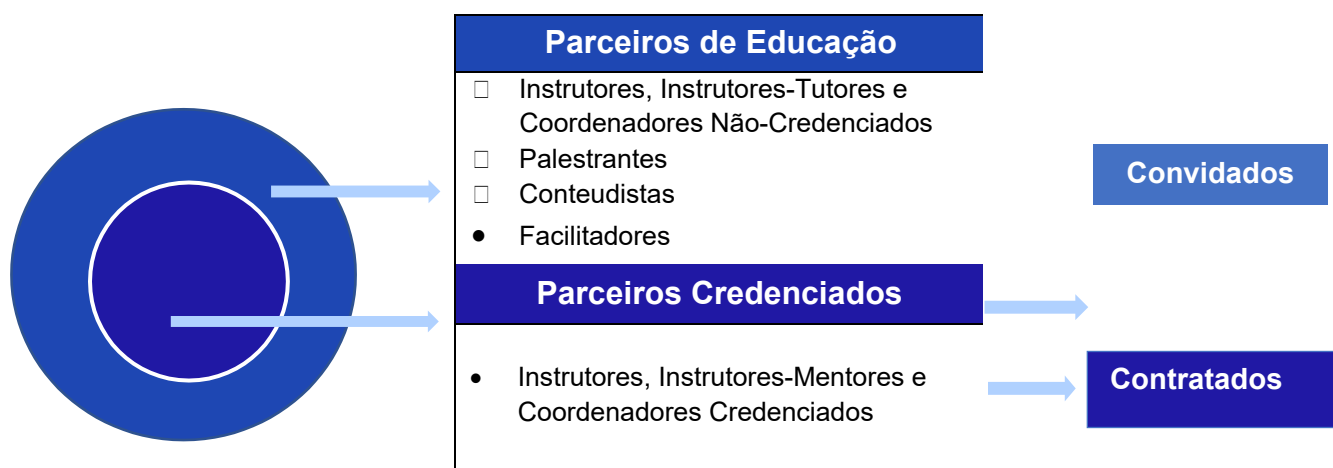 Parceiros de Educação
□ Instrutores, Instrutores-Tutores e
Coordenadores Não-Credenciados
□ Palestrantes
□ Conteudistas
● Facilitadores
Convidados
Parceiros Credenciados
• Instrutores, Instrutores-Mentores e
Coordenadores Credenciados
Contratados